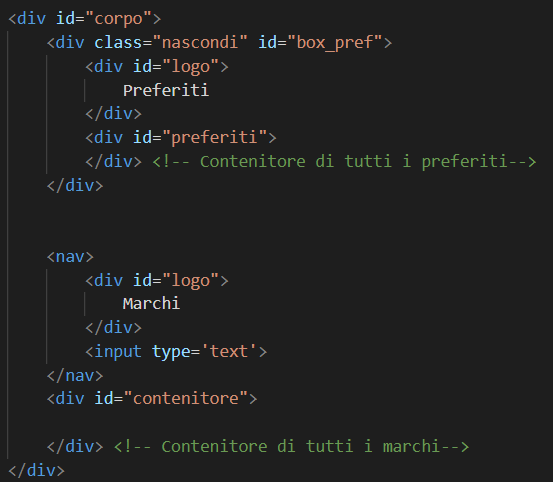 <div id="corpo">
    <div class="nascondi" id="box_pref">
        <div id="logo">
            Preferiti
        </div>
        <div id="preferiti">
        </div> <!-- Contenitore di tutti i preferiti-->
    </div>
    <nav>
        <div id="logo">
            Marchi
        </div>
        <input type='text'>
    </nav>
    <div id="contenitore">
    </div> <!-- Contenitore di tutti i marchi-->
</div>